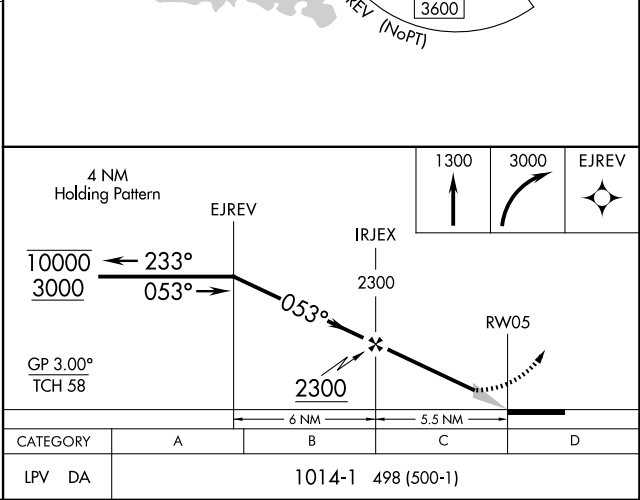 3600
REV (NoPT)
1300 3000 EJREV
4 NM
Holding Pattern
EJREV
IRJEX
10000 233°
3000 053°
053°
2300
RW05
GP 3.00°
TCH 58
2300
6 NM 5.5 NM
CATEGORY A B C D
LPV DA 1014-1 498 (500-1)